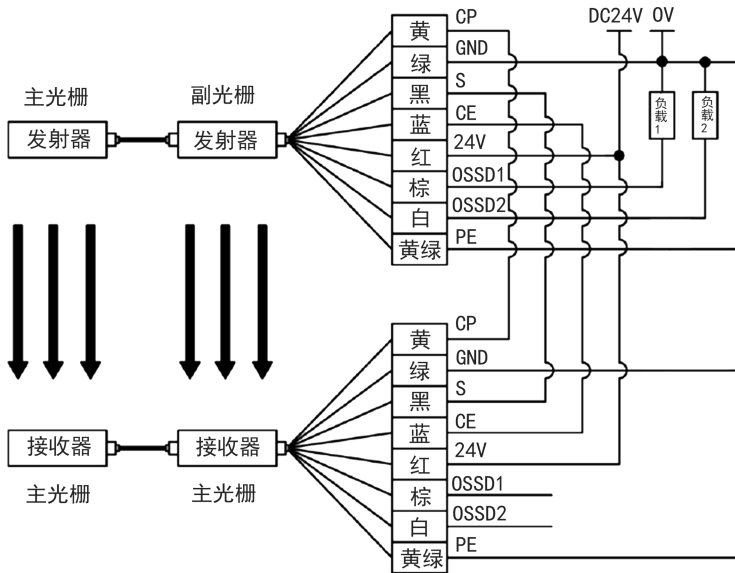 DC24V 0V
黄 CP
绿 GND
黑 S
蓝 CE
红 24V
棕 OSSD1
白 OSSD2
黄绿 PE
负载1
负载2
主光栅
副光栅
发射器
发射器
黄 CP
绿 GND
黑 S
蓝 CE
红 24V
棕 OSSD1
白 OSSD2
黄绿 PE
接收器
接收器
主光栅
主光栅